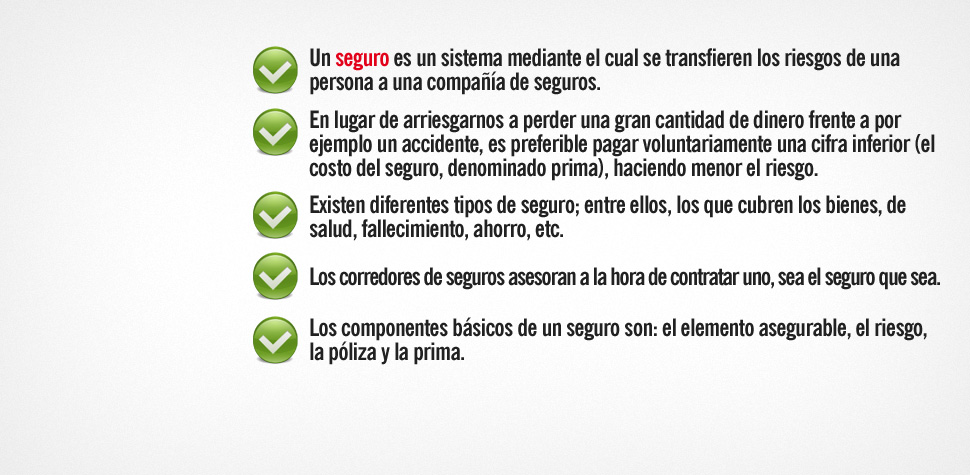 Un seguro es un sistema mediante el cual se transfieren los riesgos de una
persona a una compañía de seguros.
En lugar de arriesgarnos a perder una gran cantidad de dinero frente a por
ejemplo un accidente, es preferible pagar voluntariamente una cifra inferior (el
costo del seguro, denominado prima), haciendo menor el riesgo.
Existen diferentes tipos de seguro; entre ellos, los que cubren los bienes, de
salud, fallecimiento, ahorro, etc.
Los corredores de seguros asesoran a la hora de contratar uno, sea el seguro que sea.
Los componentes básicos de un seguro son: el elemento asegurable, el riesgo,
la póliza y la prima.